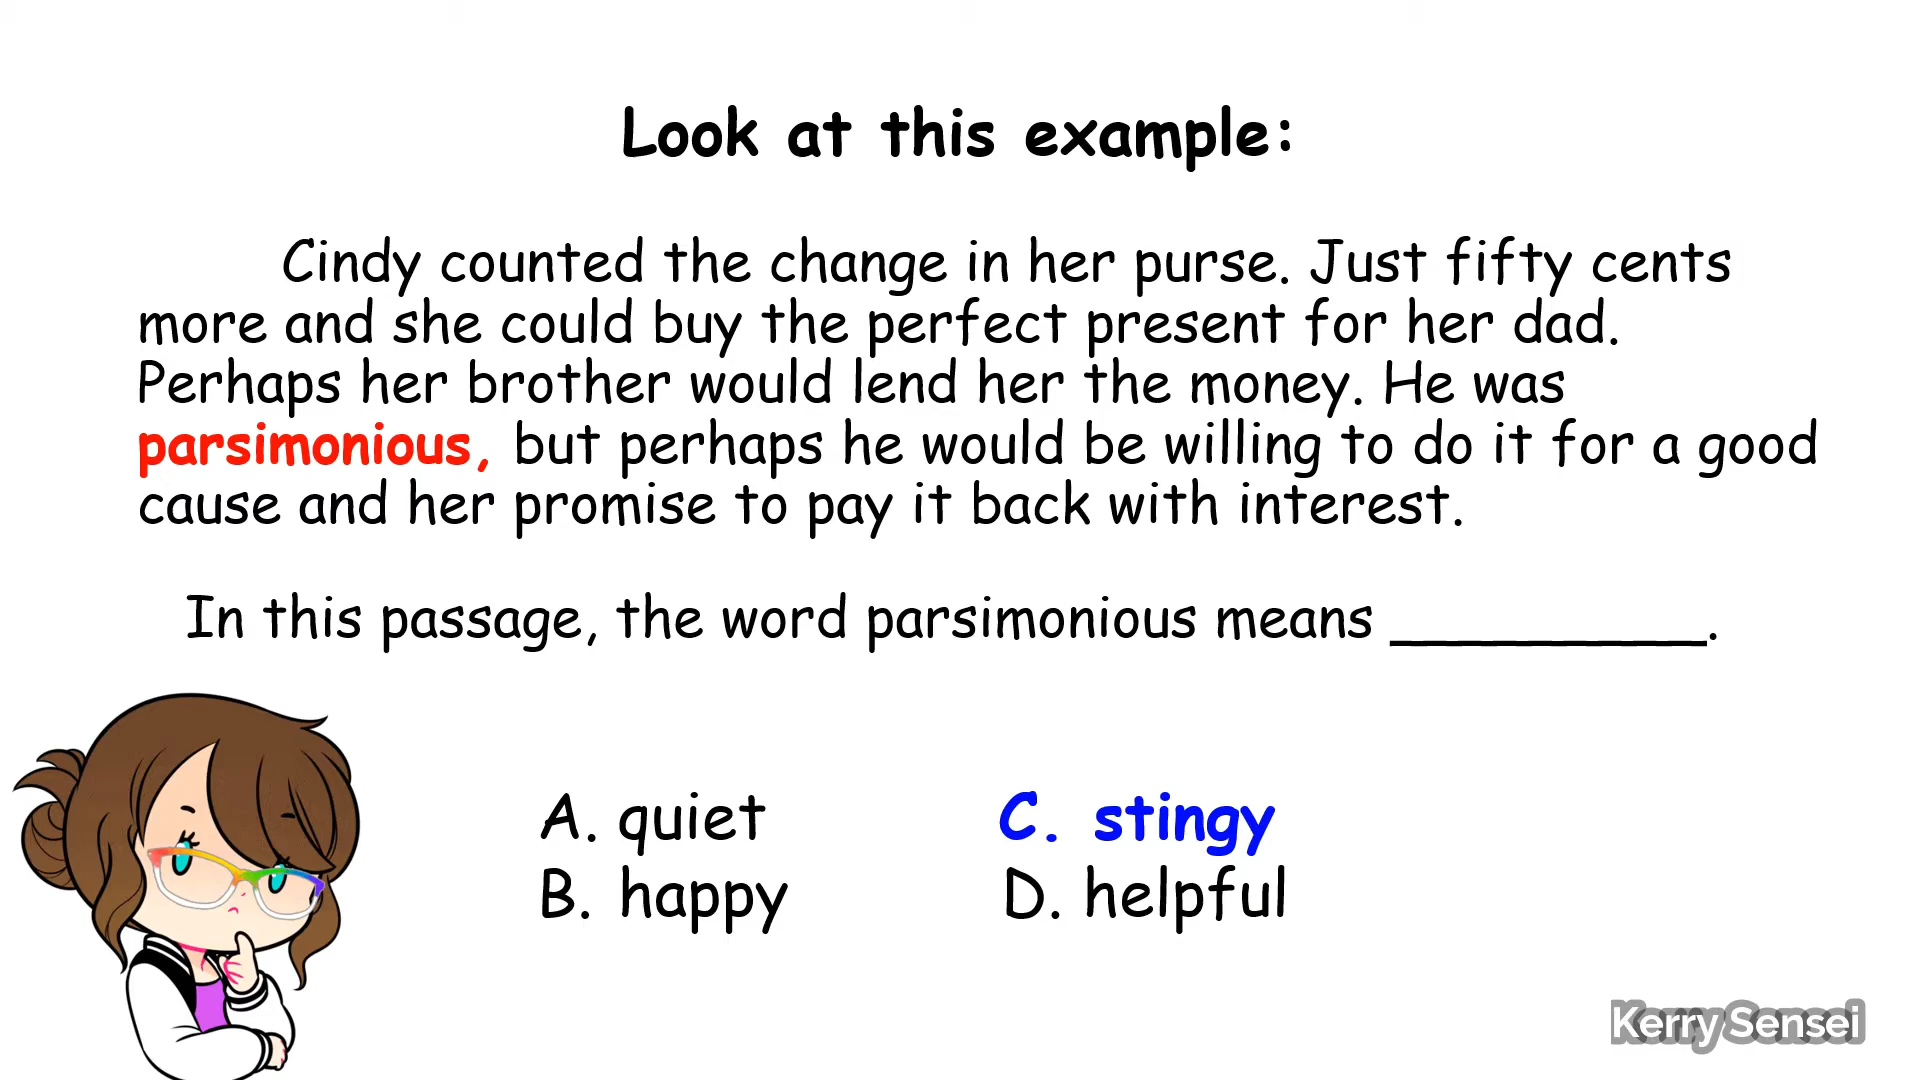 Look at this example:
Cindy counted the change in her purse. Just fifty cents
more and she could buy the perfect present for her dad.
Perhaps her brother would lend her the money. He was
parsimonious, but perhaps he would be willing to do it for a good
cause and her promise to pay it back with interest.
In this passage, the word parsimonious means __________.
A. quiet
B. happy
C. stingy
D. helpful
Kerry Sensei